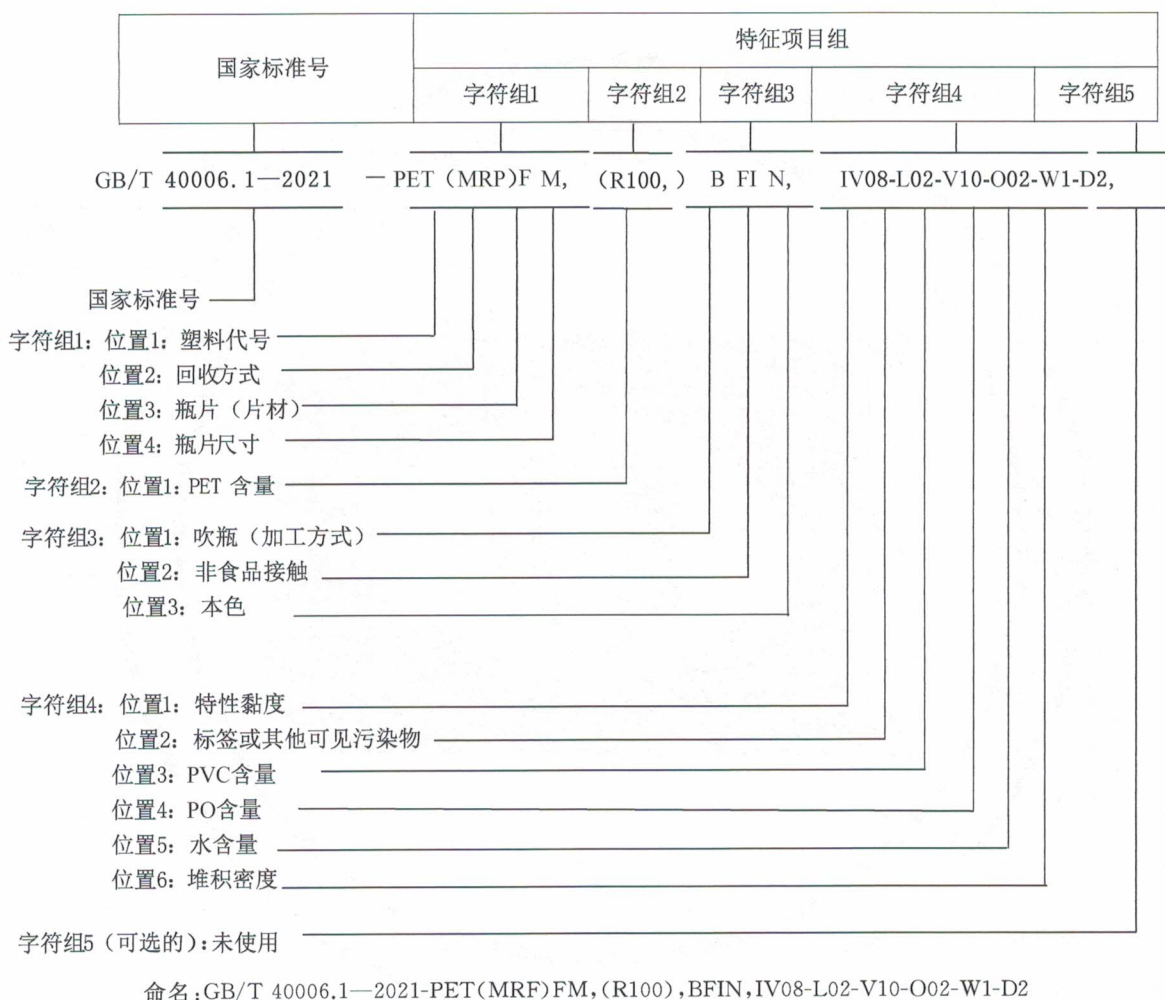 国家标准号
特征项目组
字符组1 字符组2 字符组3 字符组4 字符组5
GB/T 40006.1—2021 －PET (MRP)F M, (R100,) B FI N, IV08-L02-V10-O02-W1-D2,
国家标准号
字符组1: 位置1: 塑料代号
位置2: 回收方式
位置3: 瓶片（片材）
位置4: 瓶片尺寸
字符组2: 位置1: PET 含量
字符组3: 位置1: 吹瓶（加工方式）
位置2: 非食品接触
位置3: 本色
字符组4: 位置1: 特性黏度
位置2: 标签或其他可见污染物
位置3: PVC含量
位置4: PO含量
位置5: 水含量
位置6: 堆积密度
字符组5（可选的）:未使用
命名:GB/T 40006.1—2021-PET(MRF)FM,(R100),BFIN,IV08-L02-V10-O02-W1-D2